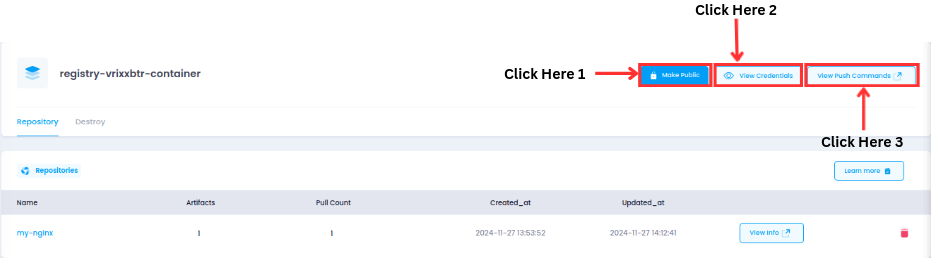 Click Here 2
registry-vrixxbtr-container
Click Here 1
Make Public
View Credentials
View Push Commands
Click Here 3
Repository Destroy
Repositories
Learn more
Name Artifacts Pull Count Created_at Updated_at
my-nginx 1 1 2024-11-27 13:53:52 2024-11-27 14:12:41 View Info